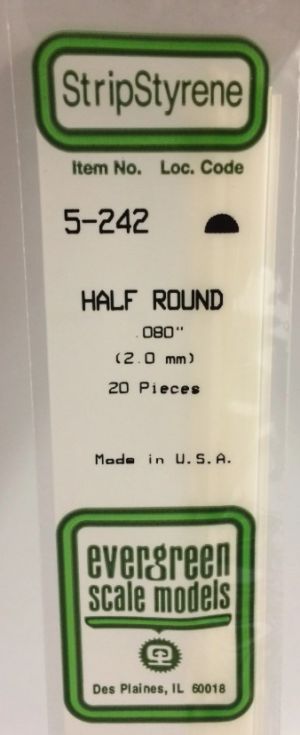 StripStyrene
Item No. Loc. Code
5-242
HALF ROUND
.080"
(2.0 mm)
20 Pieces
Made in U.S.A.
evergreen
scale models
Des Plaines, IL 60018